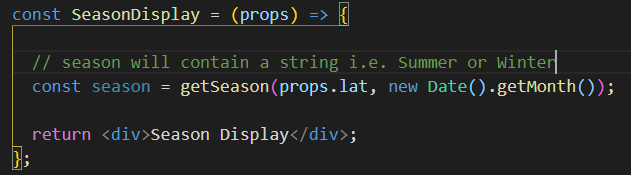 const SeasonDisplay = (props) => {
// season will contain a string i.e. Summer or Winter
const season = getSeason(props.lat, new Date().getMonth());
return <div>Season Display</div>;
};